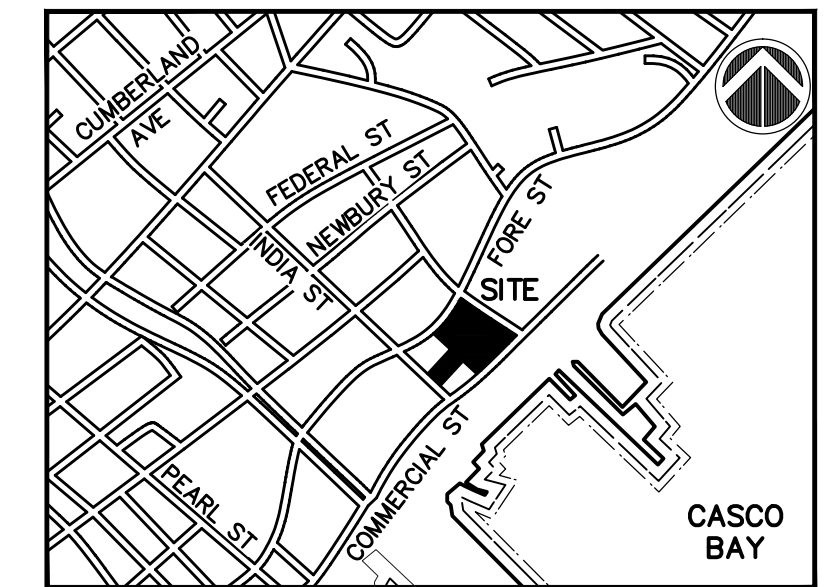 CUMBERLAND
AVE
FEDERAL ST
NEWBURY ST
INDIA ST
FORE ST
SITE
COMMERCIAL ST
PEARL ST
CASCO
BAY